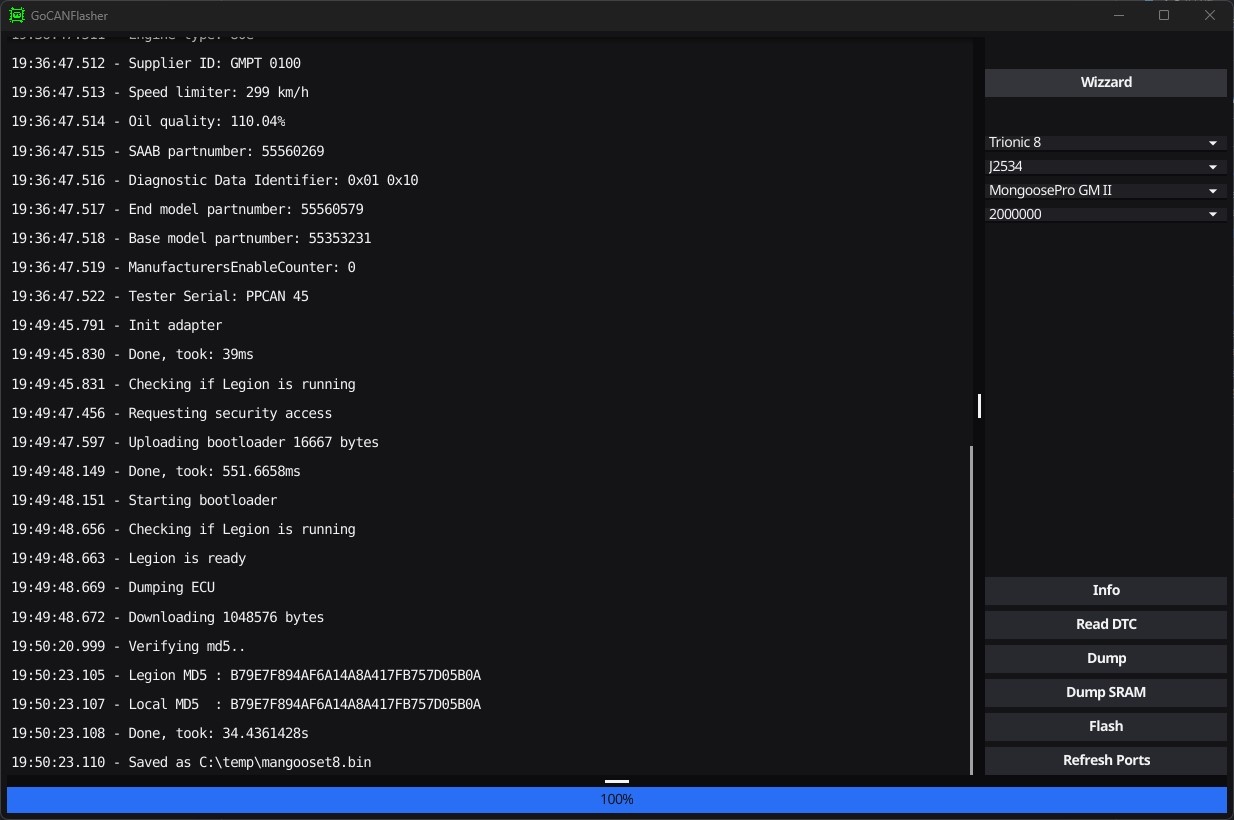 GoCANFlasher
19:36:47.512 - Supplier ID: GMPT 0100
19:36:47.513 - Speed limiter: 299 km/h
19:36:47.514 - Oil quality: 110.04%
19:36:47.515 - SAAB partnumber: 55560269
19:36:47.516 - Diagnostic Data Identifier: 0x01 0x10
19:36:47.517 - End model partnumber: 55560579
19:36:47.518 - Base model partnumber: 55353231
19:36:47.519 - ManufacturersEnableCounter: 0
19:36:47.522 - Tester Serial: PPCAN 45
19:49:45.791 - Init adapter
19:49:45.830 - Done, took: 39ms
19:49:45.831 - Checking if Legion is running
19:49:47.456 - Requesting security access
19:49:47.597 - Uploading bootloader 16667 bytes
19:49:48.149 - Done, took: 551.6658ms
19:49:48.151 - Starting bootloader
19:49:48.656 - Checking if Legion is running
19:49:48.663 - Legion is ready
19:49:48.669 - Dumping ECU
19:49:48.672 - Downloading 1048576 bytes
19:50:20.999 - Verifying md5..
19:50:23.105 - Legion MD5 : B79E7F894AF6A14A8A417FB757D05B0A
19:50:23.107 - Local MD5  : B79E7F894AF6A14A8A417FB757D05B0A
19:50:23.108 - Done, took: 34.4361428s
19:50:23.110 - Saved as C:\temp\mangooset8.bin
Wizzard
Trionic 8
J2534
MongoosePro GM II
2000000
Info
Read DTC
Dump
Dump SRAM
Flash
Refresh Ports
100%